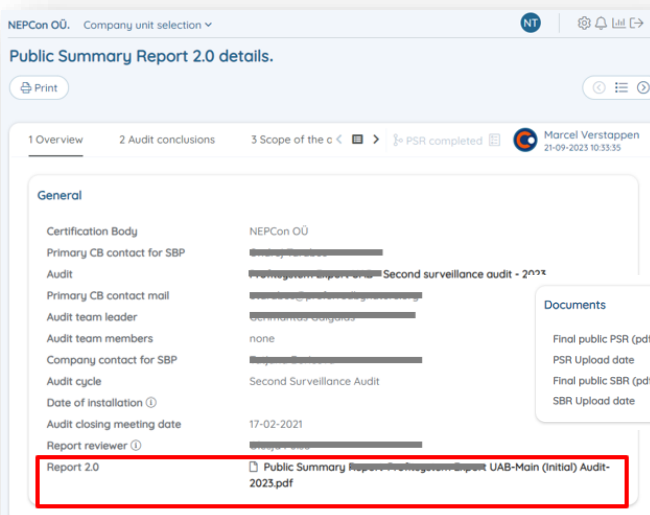 NEPCon OÜ. Company unit selection
NT
Public Summary Report 2.0 details.
Print
1 Overview 2 Audit conclusions 3 Scope of the c PSR completed Marcel Verstappen
21-09-2023 10:33:35
General
Certification Body NEPCon OÜ
Primary CB contact for SBP
Audit Second surveillance audit - 2023
Primary CB contact mail
Audit team leader
Audit team members none
Company contact for SBP
Audit cycle Second Surveillance Audit
Date of installation
Audit closing meeting date 17-02-2021
Report reviewer
Report 2.0 Public Summary UAB-Main (Initial) Audit-
2023.pdf
Documents
Final public PSR (pdf
PSR Upload date
Final public SBR (pdf
SBR Upload date